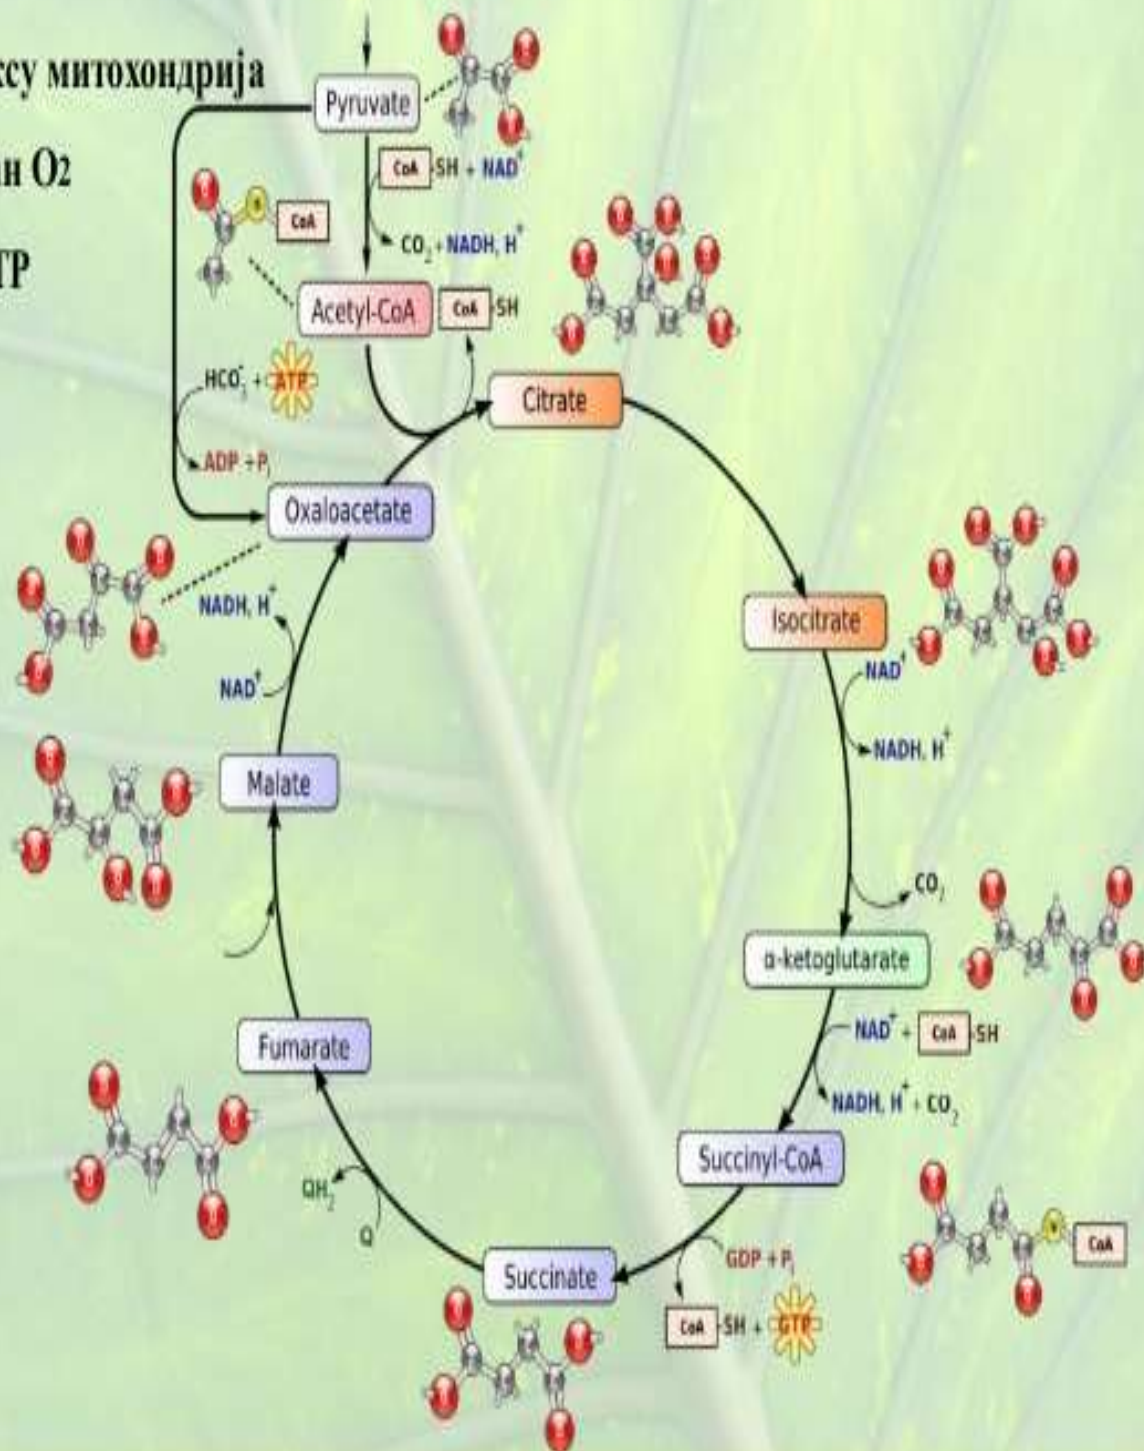 ксу митохондрија
ан О2
ТР
Pyruvate
CoA -SH + NAD+
CoA
CO2 + NADH, H+
Acetyl-CoA
CoA -SH
HCO3- + ATP
Citrate
ADP + Pi
Oxaloacetate
NADH, H+
Isocitrate
NAD+
NAD+
NADH, H+
Malate
CO2
α-ketoglutarate
NAD+ + CoA -SH
Fumarate
NADH, H+ + CO2
Succinyl-CoA
QH2
Q
CoA
GDP + Pi
Succinate
CoA -SH + GTP